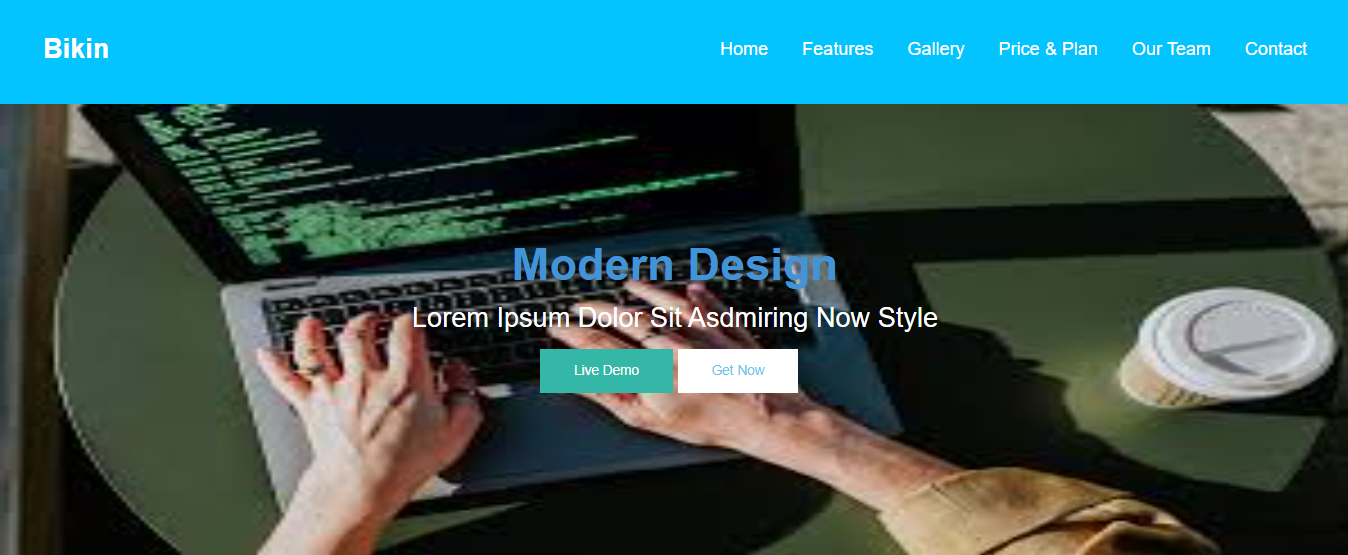 Bikin
Home Features Gallery Price & Plan Our Team Contact
Modern Design
Lorem Ipsum Dolor Sit Asdmiring Now Style
Live Demo Get Now